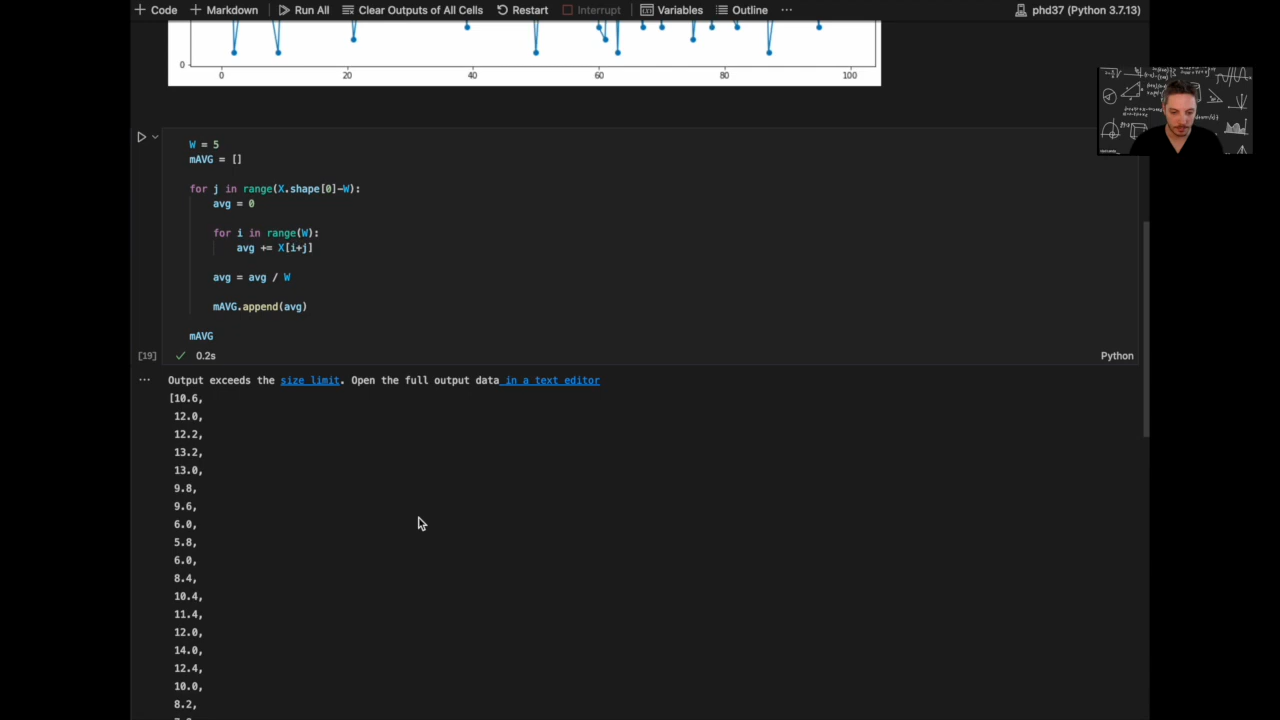 Code Markdown Run All Clear Outputs of All Cells Restart Interrupt Variables Outline ... phd37 (Python 3.7.13)
0
0 20 40 60 80 100
W = 5
mAVG = []
for j in range(X.shape[0]-W):
avg = 0
for i in range(W):
avg += X[i+j]
avg = avg / W
mAVG.append(avg)
mAVG
[19] 0.2s Python
... Output exceeds the size limit. Open the full output data in a text editor
[10.6,
12.0,
12.2,
13.2,
13.0,
9.8,
9.6,
6.0,
5.8,
6.0,
8.4,
10.4,
11.4,
12.0,
14.0,
12.4,
10.0,
8.2,